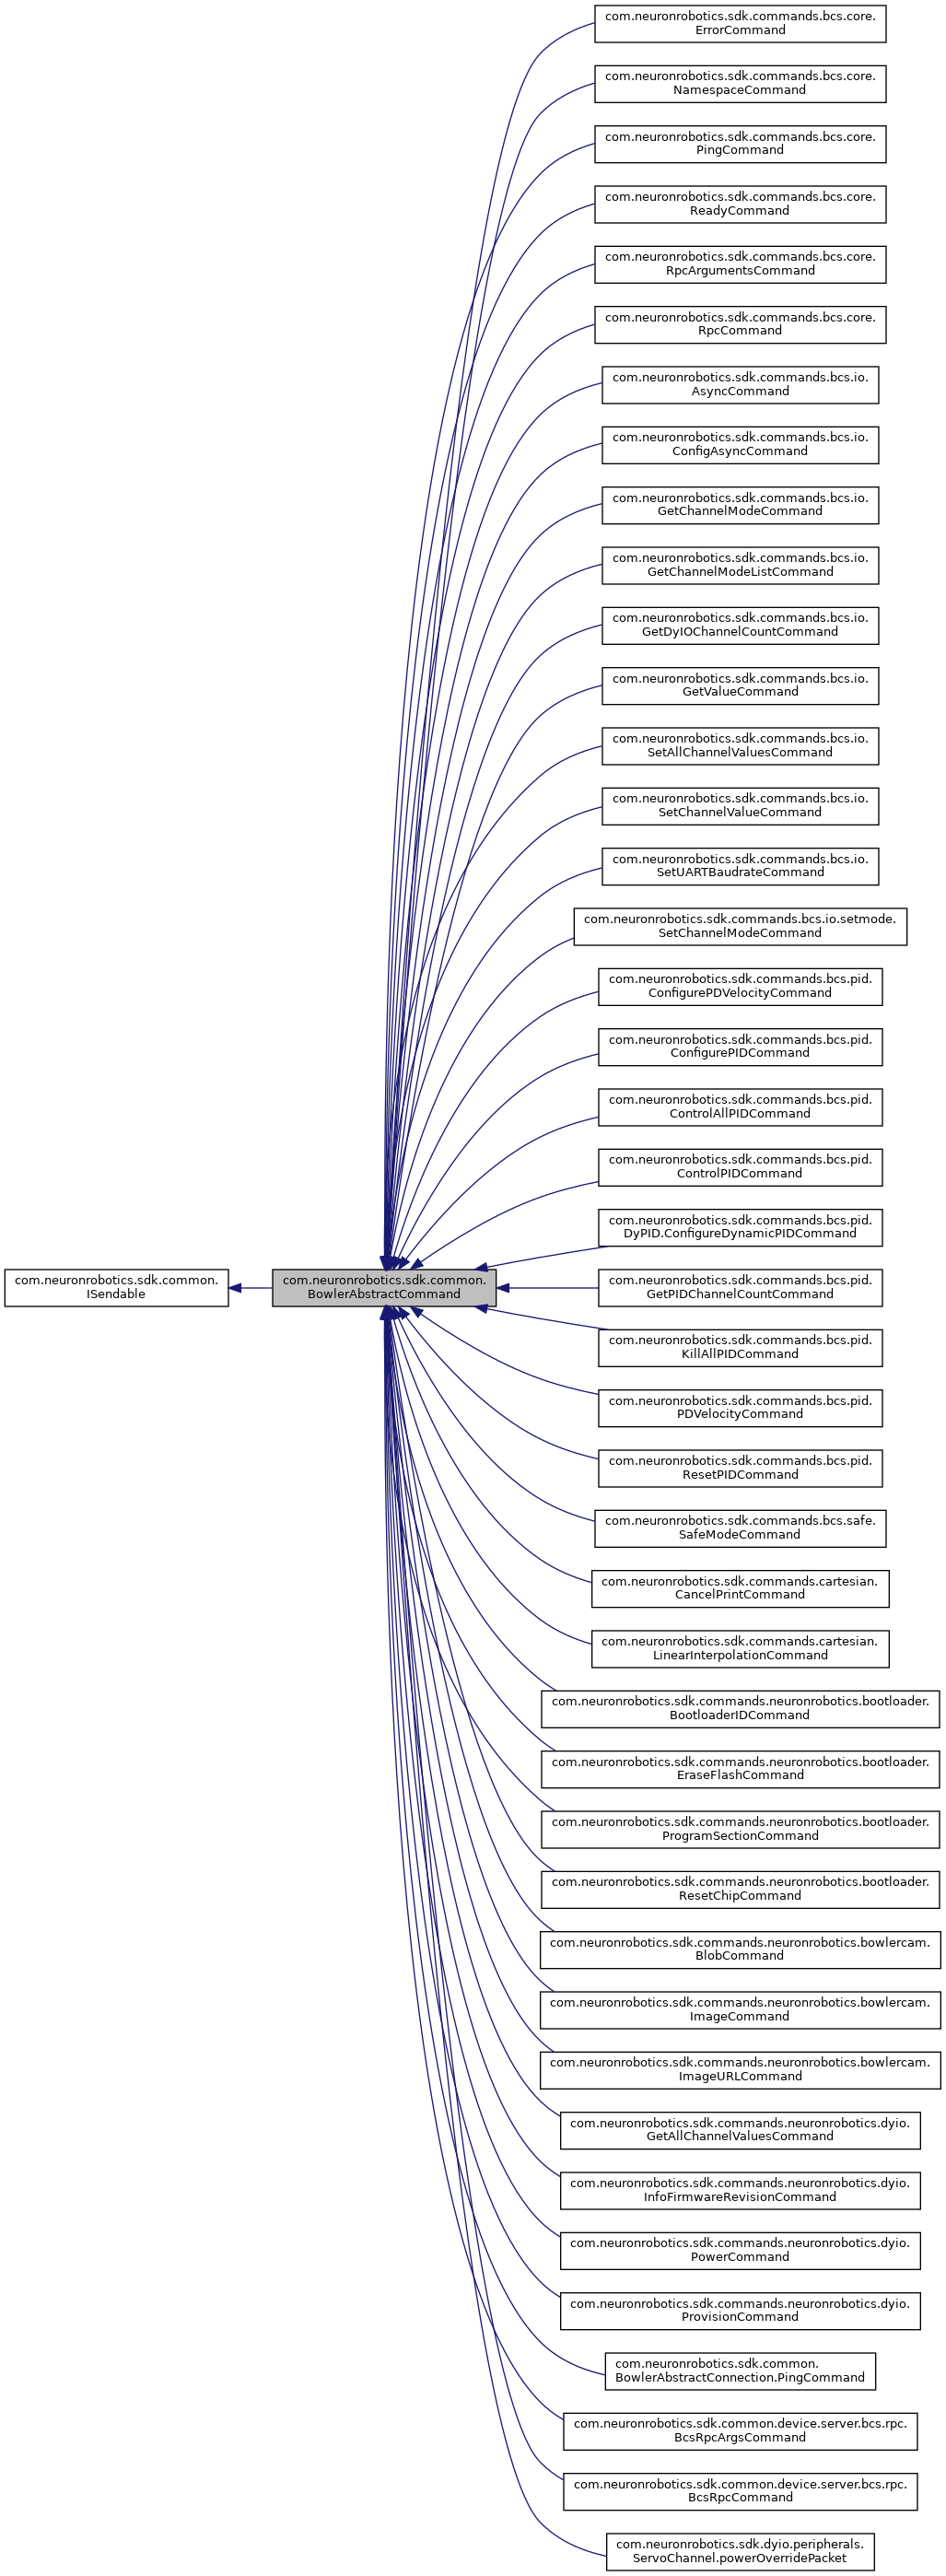 com.neuronrobotics.sdk.commands.bcs.core.
ErrorCommand
com.neuronrobotics.sdk.commands.bcs.core.
NamespaceCommand
com.neuronrobotics.sdk.commands.bcs.core.
PingCommand
com.neuronrobotics.sdk.commands.bcs.core.
ReadyCommand
com.neuronrobotics.sdk.commands.bcs.core.
RpcArgumentsCommand
com.neuronrobotics.sdk.commands.bcs.core.
RpcCommand
com.neuronrobotics.sdk.commands.bcs.io.
AsyncCommand
com.neuronrobotics.sdk.commands.bcs.io.
ConfigAsyncCommand
com.neuronrobotics.sdk.commands.bcs.io.
GetChannelModeCommand
com.neuronrobotics.sdk.commands.bcs.io.
GetChannelModeListCommand
com.neuronrobotics.sdk.commands.bcs.io.
GetDyIOChannelCountCommand
com.neuronrobotics.sdk.commands.bcs.io.
GetValueCommand
com.neuronrobotics.sdk.commands.bcs.io.
SetAllChannelValuesCommand
com.neuronrobotics.sdk.commands.bcs.io.
SetChannelValueCommand
com.neuronrobotics.sdk.commands.bcs.io.
SetUARTBaudrateCommand
com.neuronrobotics.sdk.commands.bcs.io.setmode.
SetChannelModeCommand
com.neuronrobotics.sdk.commands.bcs.pid.
ConfigurePDVelocityCommand
com.neuronrobotics.sdk.commands.bcs.pid.
ConfigurePIDCommand
com.neuronrobotics.sdk.commands.bcs.pid.
ControlAllPIDCommand
com.neuronrobotics.sdk.commands.bcs.pid.
ControlPIDCommand
com.neuronrobotics.sdk.commands.bcs.pid.
DyPID.ConfigureDynamicPIDCommand
com.neuronrobotics.sdk.common.
ISendable
com.neuronrobotics.sdk.common.
BowlerAbstractCommand
com.neuronrobotics.sdk.commands.bcs.pid.
GetPIDChannelCountCommand
com.neuronrobotics.sdk.commands.bcs.pid.
KillAllPIDCommand
com.neuronrobotics.sdk.commands.bcs.pid.
PDVelocityCommand
com.neuronrobotics.sdk.commands.bcs.pid.
ResetPIDCommand
com.neuronrobotics.sdk.commands.bcs.safe.
SafeModeCommand
com.neuronrobotics.sdk.commands.cartesian.
CancelPrintCommand
com.neuronrobotics.sdk.commands.cartesian.
LinearInterpolationCommand
com.neuronrobotics.sdk.commands.neuronrobotics.bootloader.
BootloaderIDCommand
com.neuronrobotics.sdk.commands.neuronrobotics.bootloader.
EraseFlashCommand
com.neuronrobotics.sdk.commands.neuronrobotics.bootloader.
ProgramSectionCommand
com.neuronrobotics.sdk.commands.neuronrobotics.bootloader.
ResetChipCommand
com.neuronrobotics.sdk.commands.neuronrobotics.bowlercam.
BlobCommand
com.neuronrobotics.sdk.commands.neuronrobotics.bowlercam.
ImageCommand
com.neuronrobotics.sdk.commands.neuronrobotics.bowlercam.
ImageURLCommand
com.neuronrobotics.sdk.commands.neuronrobotics.dyio.
GetAllChannelValuesCommand
com.neuronrobotics.sdk.commands.neuronrobotics.dyio.
InfoFirmwareRevisionCommand
com.neuronrobotics.sdk.commands.neuronrobotics.dyio.
PowerCommand
com.neuronrobotics.sdk.commands.neuronrobotics.dyio.
ProvisionCommand
com.neuronrobotics.sdk.common.
BowlerAbstractConnection.PingCommand
com.neuronrobotics.sdk.common.device.server.bcs.rpc.
BcsRpcArgsCommand
com.neuronrobotics.sdk.common.device.server.bcs.rpc.
BcsRpcCommand
com.neuronrobotics.sdk.dyio.peripherals.
ServoChannel.powerOverridePacket